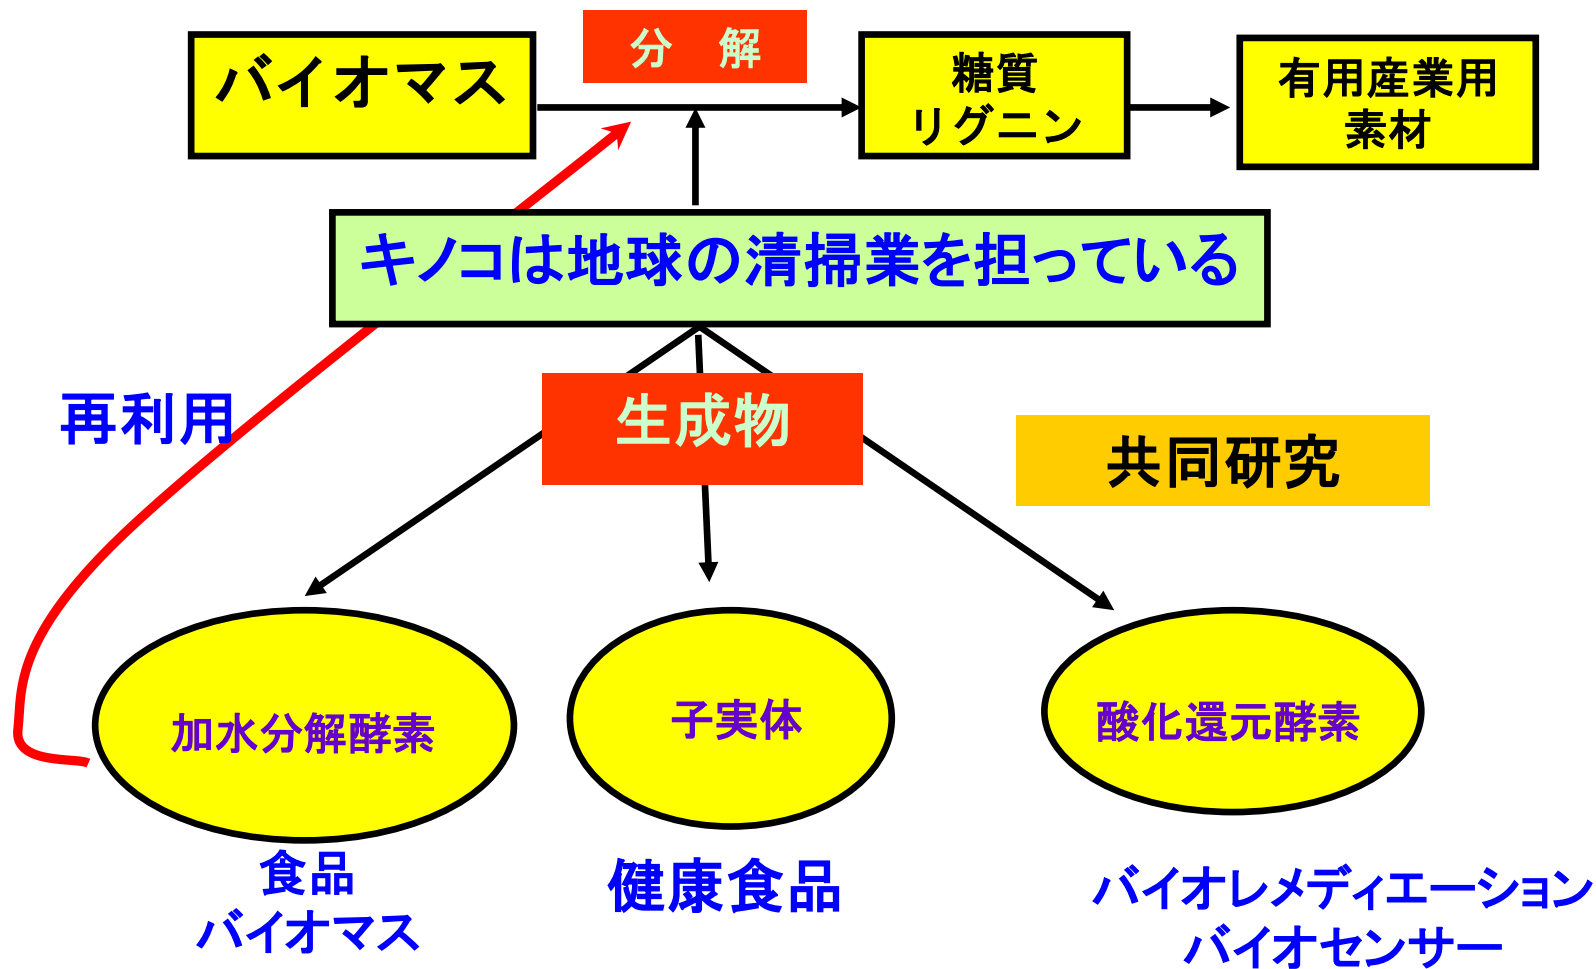 分　解
バイオマス
糖質
リグニン
有用産業用
素材
キノコは地球の清掃業を担っている
再利用
生成物
共同研究
加水分解酵素
子実体
酸化還元酵素
食品
バイオマス
健康食品
バイオレメディエーション
バイオセンサー